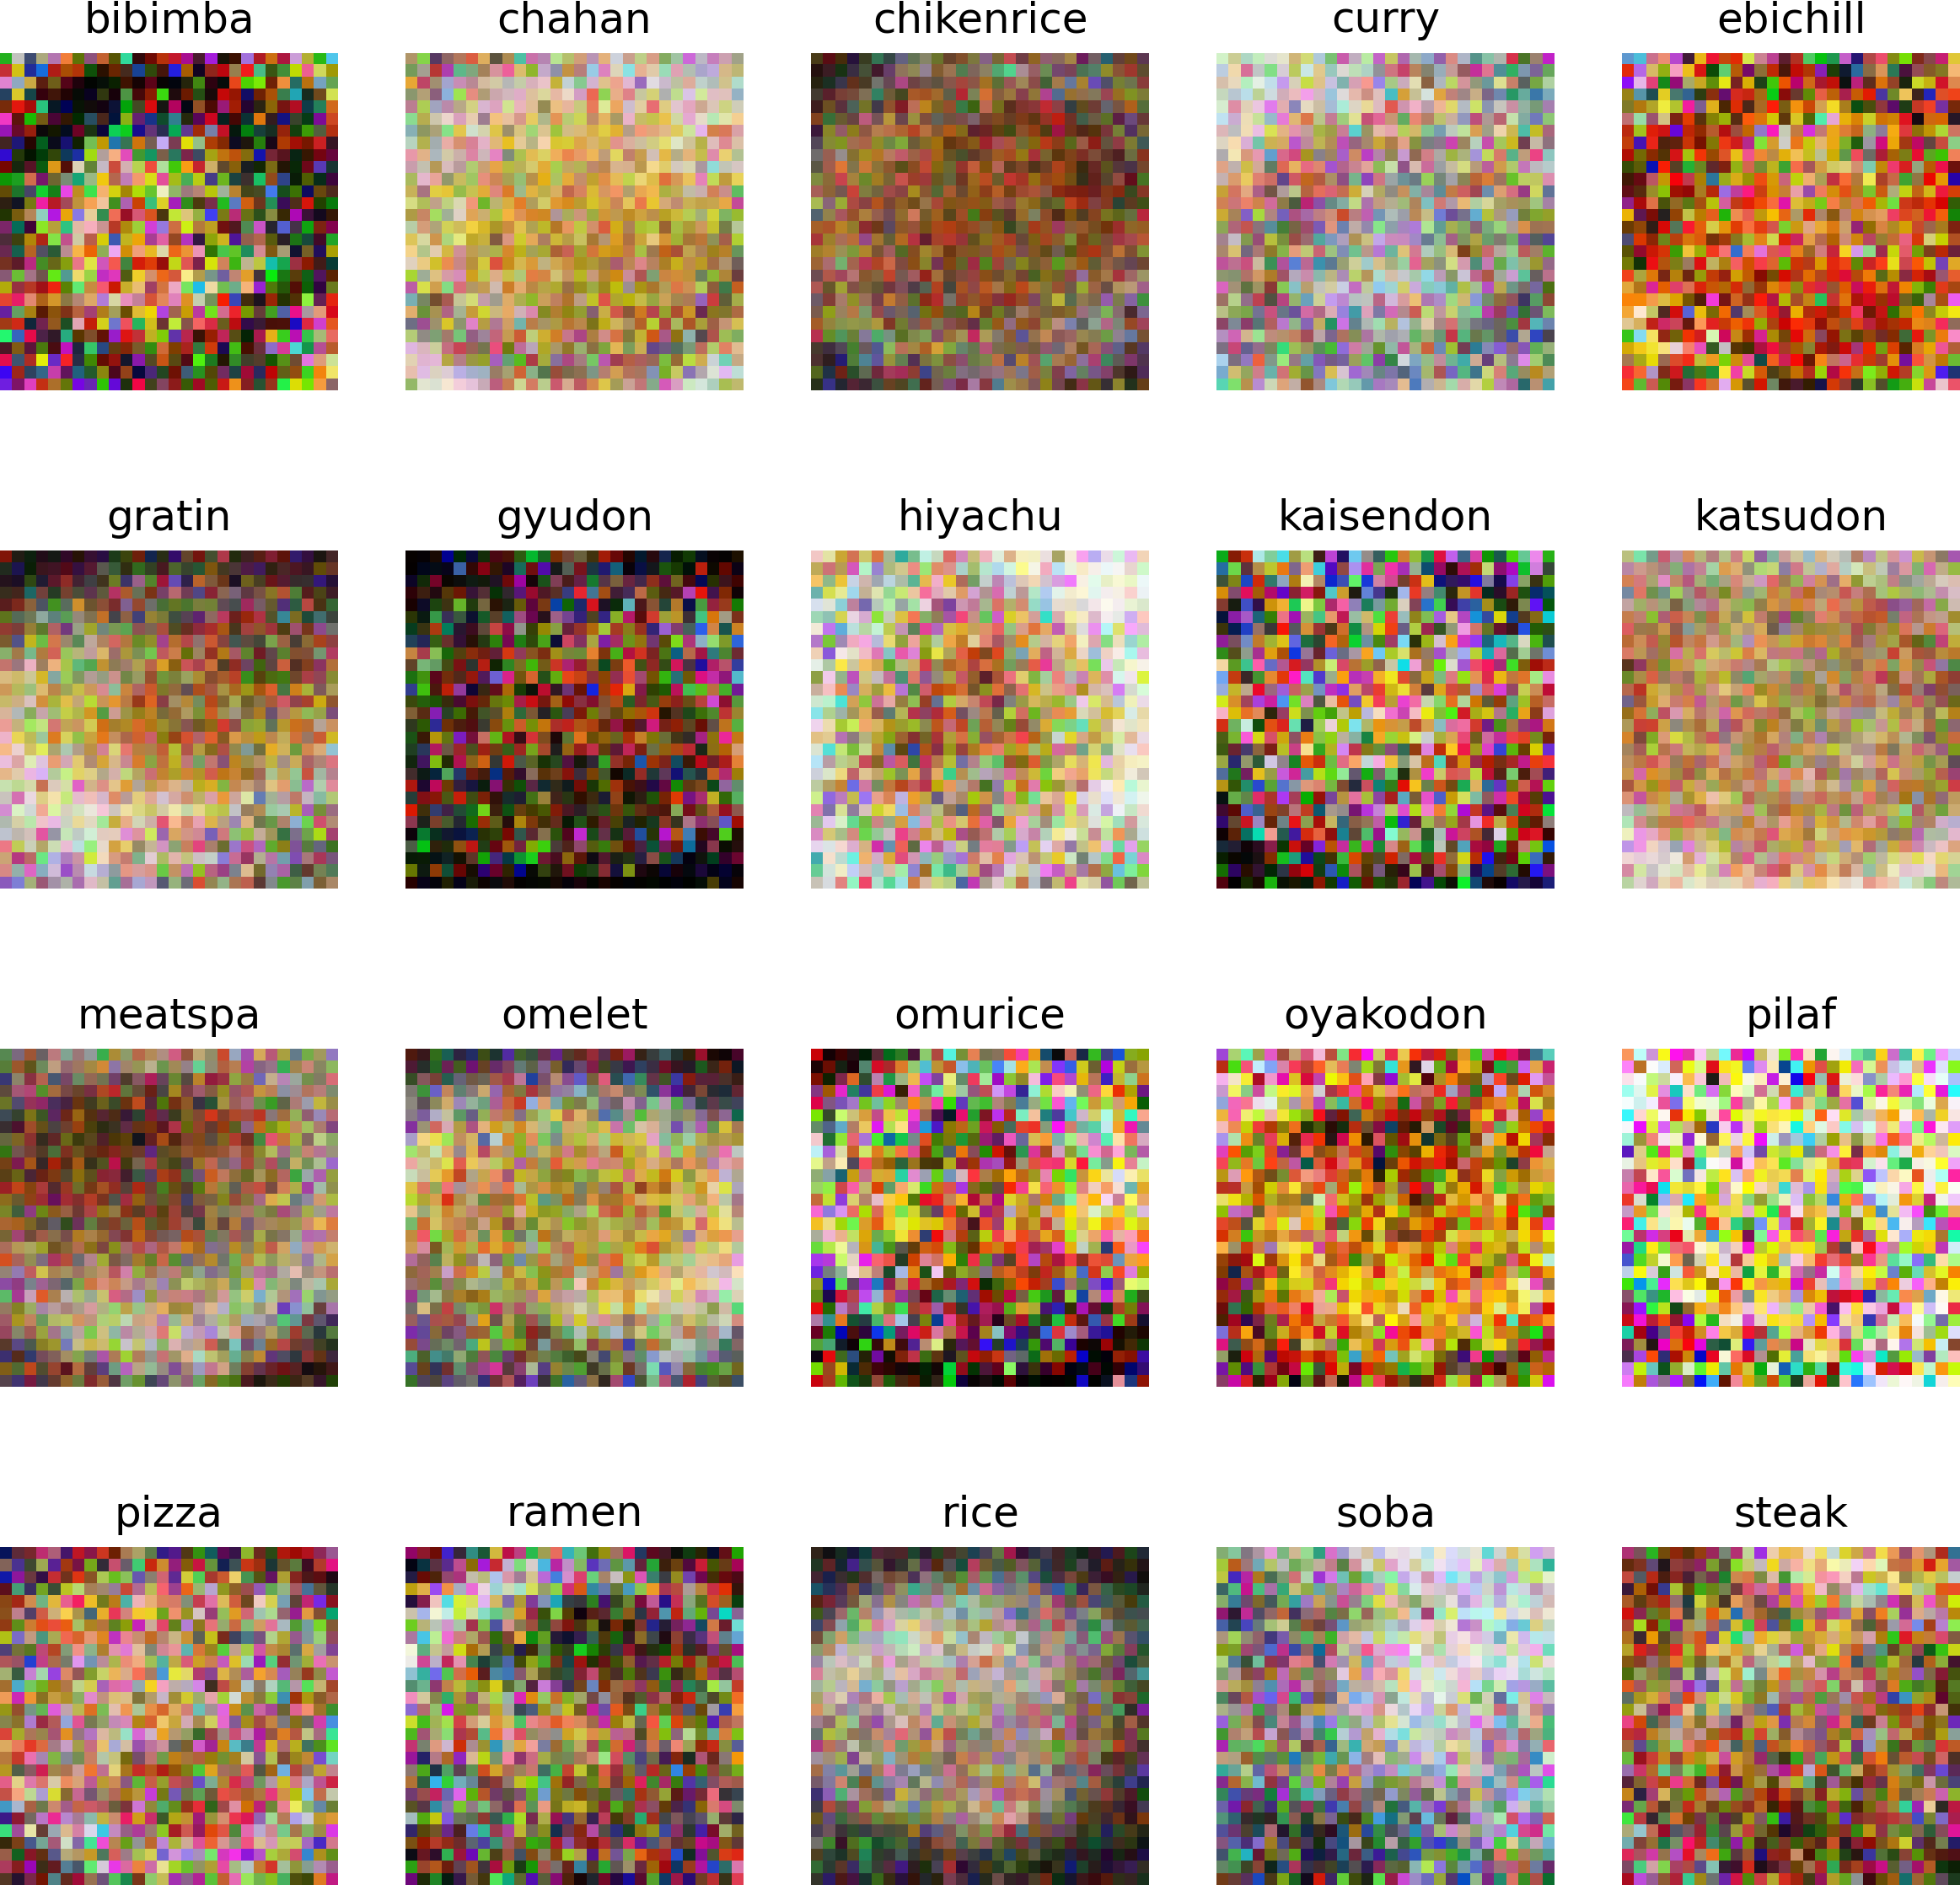 bibimba
chahan
chikenrice
curry
ebichill
gratin
gyudon
hiyachu
kaisendon
katsudon
meatspa
omelet
omurice
oyakodon
pilaf
pizza
ramen
rice
soba
steak